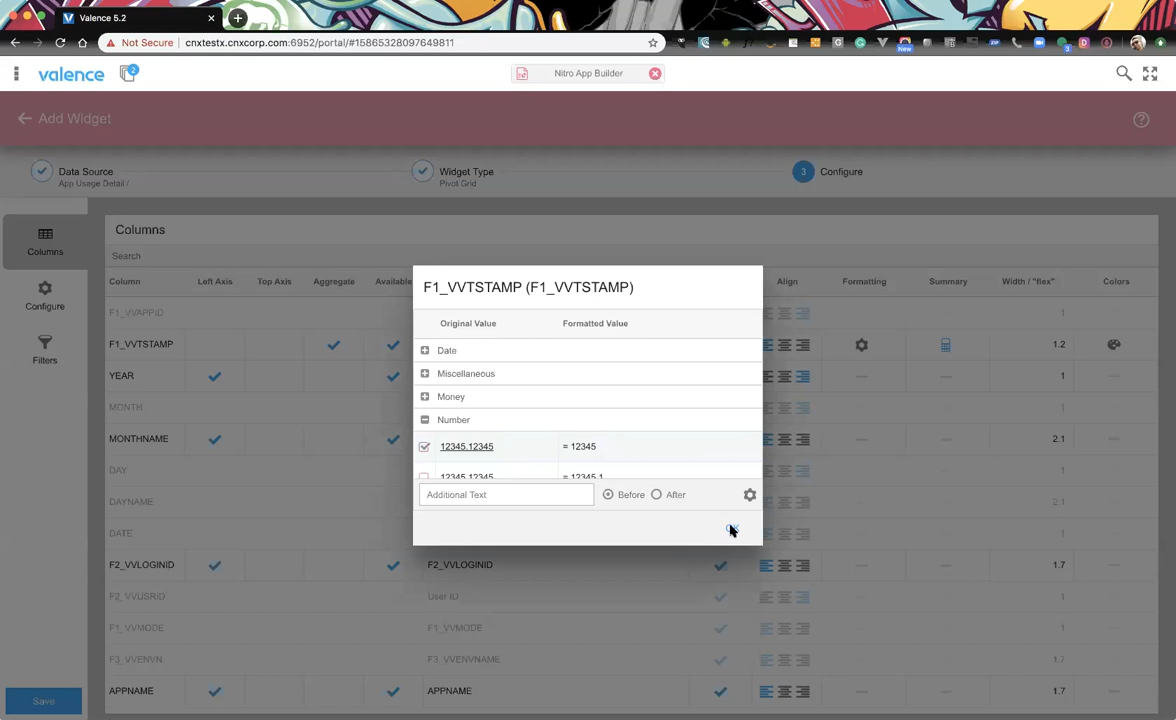 Valence 5.2
Not Secure cnxtestx.cnxcorp.com:6952/portal/#15865328097649811
New
3
valence 2
Nitro App Builder
Add Widget
Data Source
App Usage Detail /
Widget Type
Pivot Grid
3 Configure
Columns
Configure
Filters
Save
Columns
Search
Column Left Axis Top Axis Aggregate Available Align Formatting Summary Width / "flex" Colors
F1_VVAPPID 1
F1_VVTSTAMP 1.2
YEAR 1
MONTH 1
MONTHNAME 2.1
DAY 1
DAYNAME 2.1
DATE 1
F2_VVLOGINID F2_VVLOGINID 1.7
F2_VVUSRID User ID 1
F1_VVMODE F1_VVMODE 1
F3_VVENVN F3_VVENVNAME 1.7
APPNAME APPNAME 1.7
F1_VVTSTAMP (F1_VVTSTAMP)
Original Value Formatted Value
Date
Miscellaneous
Money
Number
12345.12345 = 12345
12345.12345 = 12345.1
Additional Text Before After